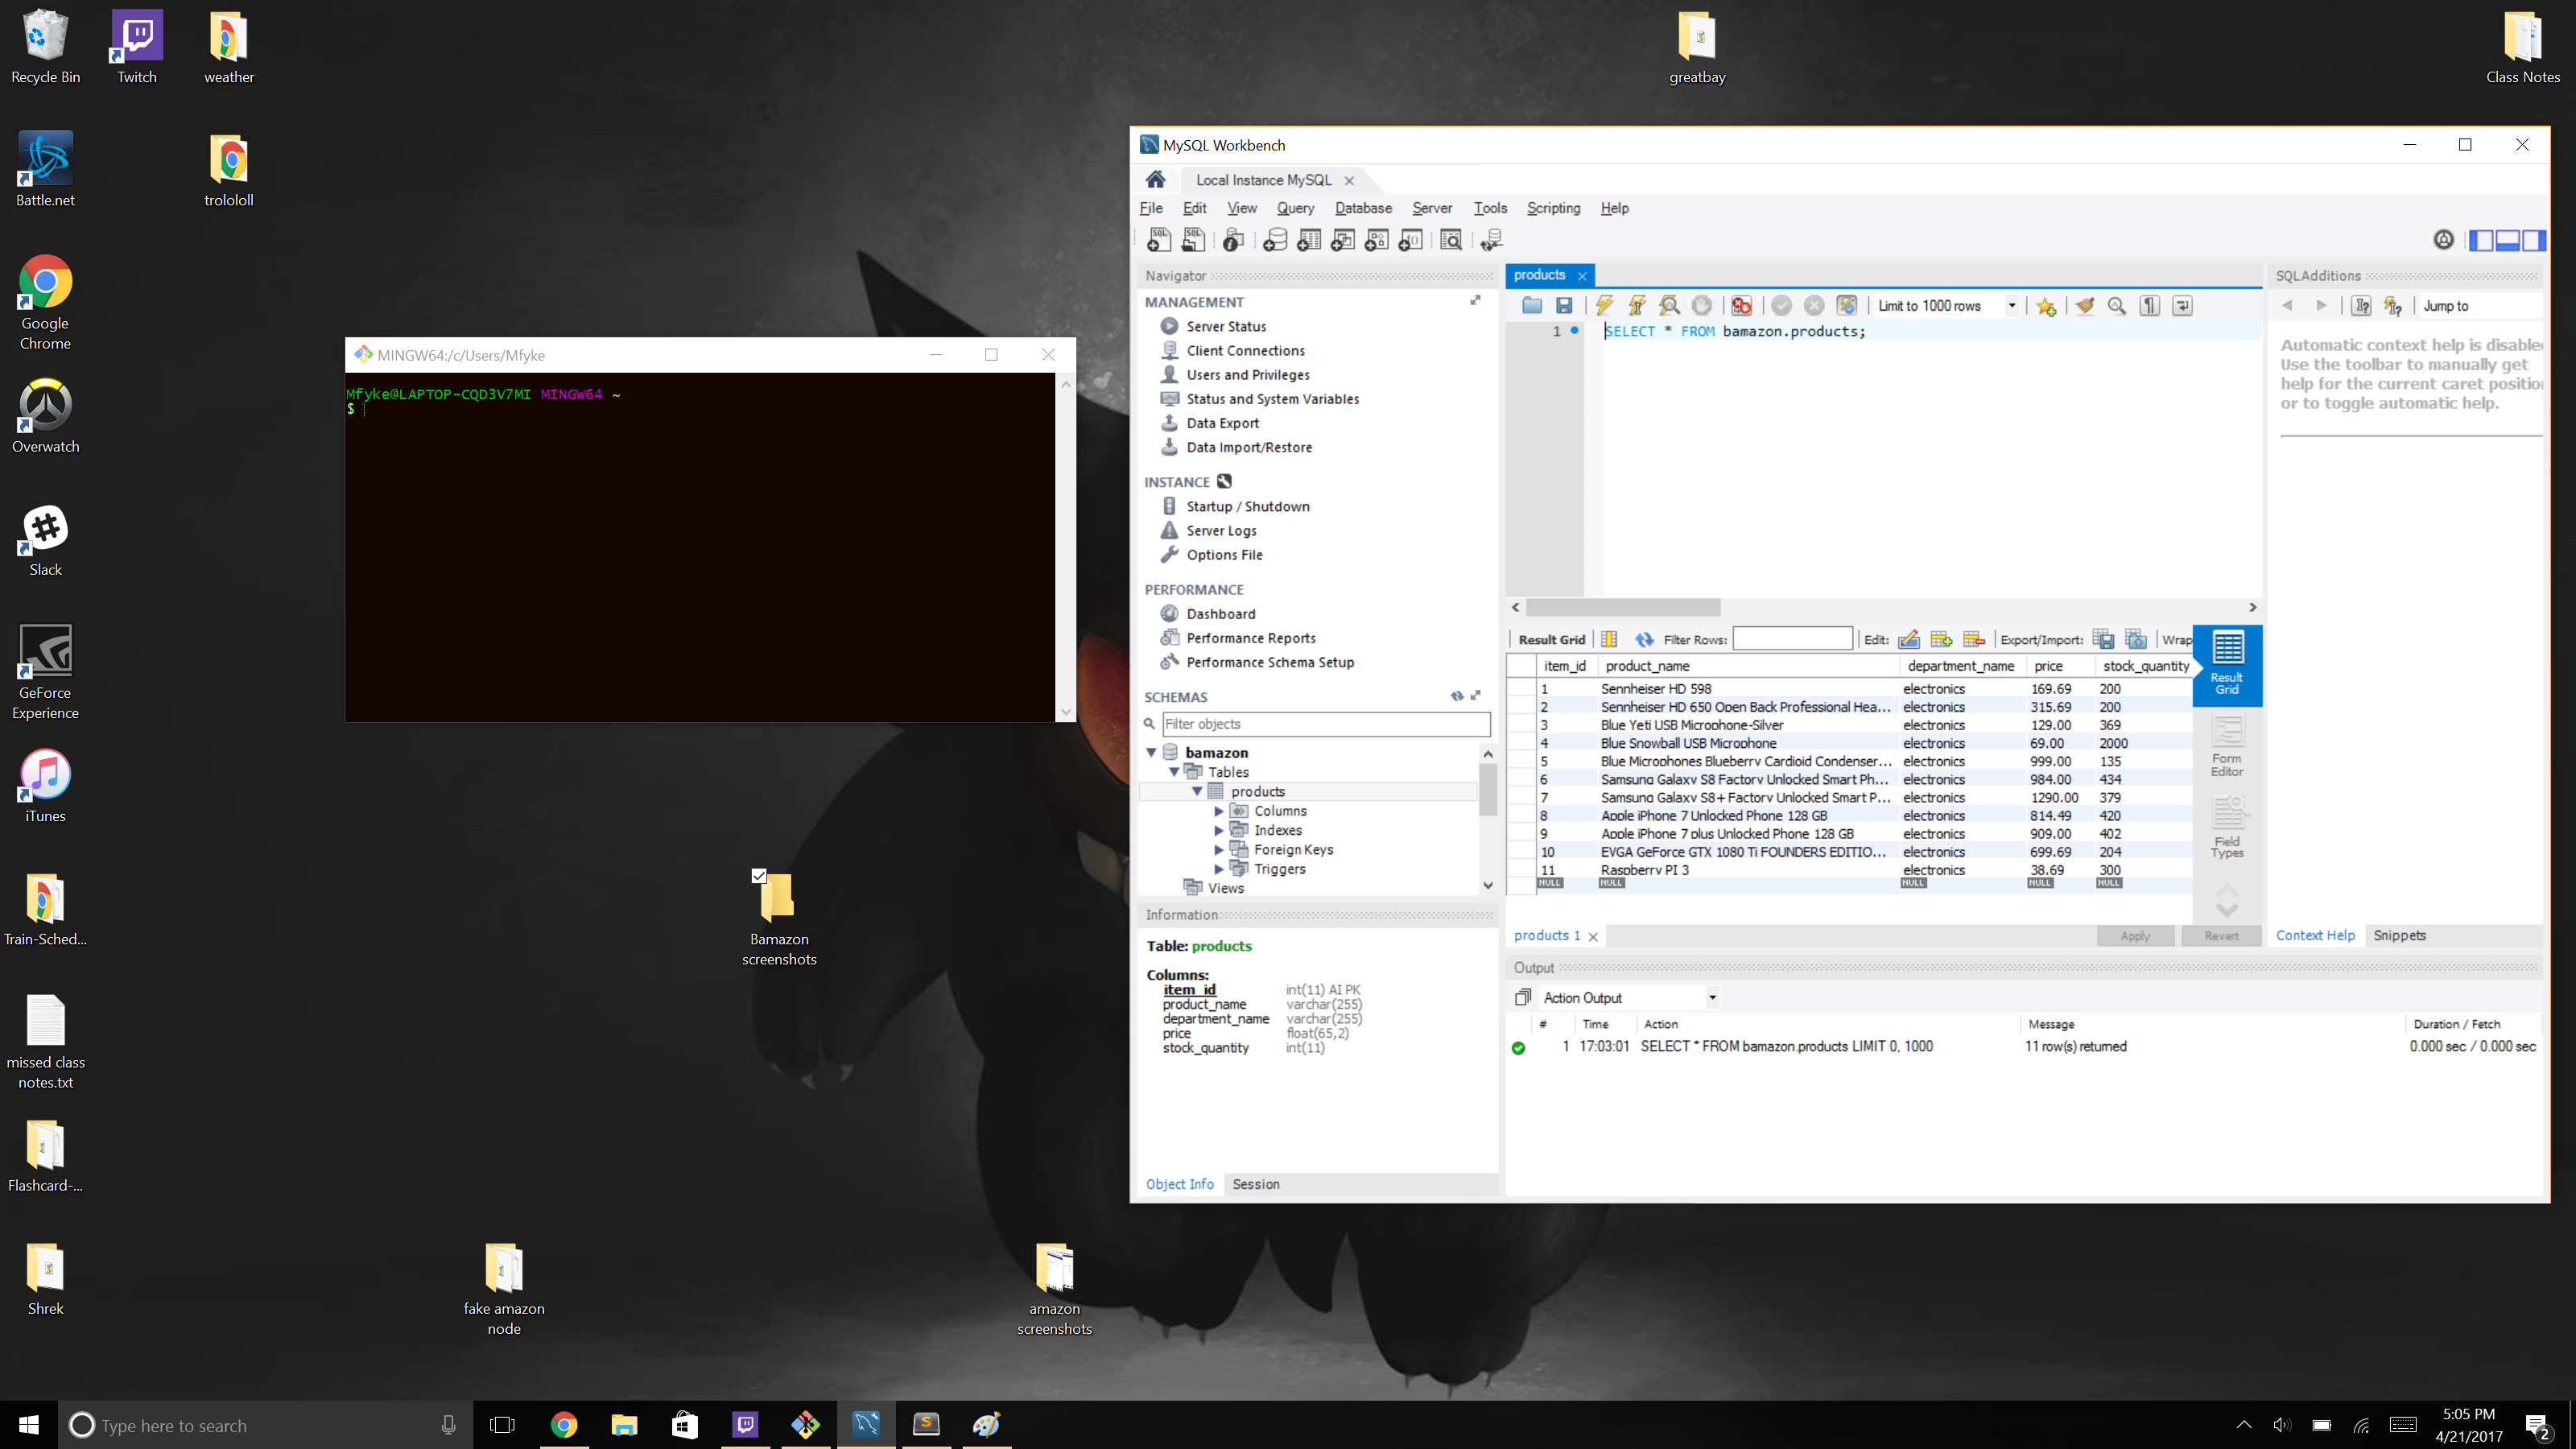 Recycle Bin
Twitch
weather
greatbay
Class Notes
Battle.net
trolololl
Google
Chrome
Overwatch
Slack
GeForce
Experience
iTunes
Train-Sched...
missed class
notes.txt
Flashcard-...
Shrek
fake amazon
node
amazon
screenshots
Bamazon
screenshots
MINGW64:/c/Users/Mfyke
Mfyke@LAPTOP-CQD3V7MI MINGW64 ~
$
MySQL Workbench
Local Instance MySQL
File Edit View Query Database Server Tools Scripting Help
Navigator
MANAGEMENT
Server Status
Client Connections
Users and Privileges
Status and System Variables
Data Export
Data Import/Restore
INSTANCE
Startup / Shutdown
Server Logs
Options File
PERFORMANCE
Dashboard
Performance Reports
Performance Schema Setup
SCHEMAS
Filter objects
bamazon
Tables
products
Columns
Indexes
Foreign Keys
Triggers
Views
Information
Table: products
Columns:
item_id int(11) AI PK
product_name varchar(255)
department_name varchar(255)
price float(65,2)
stock_quantity int(11)
Object Info Session
products
Limit to 1000 rows
1 SELECT * FROM bamazon.products;
Result Grid Filter Rows: Edit: Export/Import: Wrap
item_id product_name department_name price stock_quantity
1 Sennheiser HD 598 electronics 169.69 200
2 Sennheiser HD 650 Open Back Professional Hea... electronics 315.69 200
3 Blue Yeti USB Microphone-Silver electronics 129.00 369
4 Blue Snowball USB Microphone electronics 69.00 2000
5 Blue Microphones Blueberry Cardioid Condenser... electronics 999.00 135
6 Samsung Galaxy S8 Factory Unlocked Smart Ph... electronics 984.00 434
7 Samsung Galaxy S8+ Factory Unlocked Smart P... electronics 1290.00 379
8 Apple iPhone 7 Unlocked Phone 128 GB electronics 814.49 420
9 Apple iPhone 7 plus Unlocked Phone 128 GB electronics 909.00 402
10 EVGA GeForce GTX 1080 Ti FOUNDERS EDITIO... electronics 699.69 204
11 Raspberry PI 3 electronics 38.69 300
NULL NULL NULL NULL NULL
Result
Grid
Form
Editor
Field
Types
products 1
Apply Revert
SQLAdditions
Jump to
Automatic context help is disabled
Use the toolbar to manually get
help for the current caret position
or to toggle automatic help.
Context Help Snippets
Output
Action Output
# Time Action Message Duration / Fetch
1 17:03:01 SELECT * FROM bamazon.products LIMIT 0, 1000 11 row(s) returned 0.000 sec / 0.000 sec
Type here to search
5:05 PM
4/21/2017
2